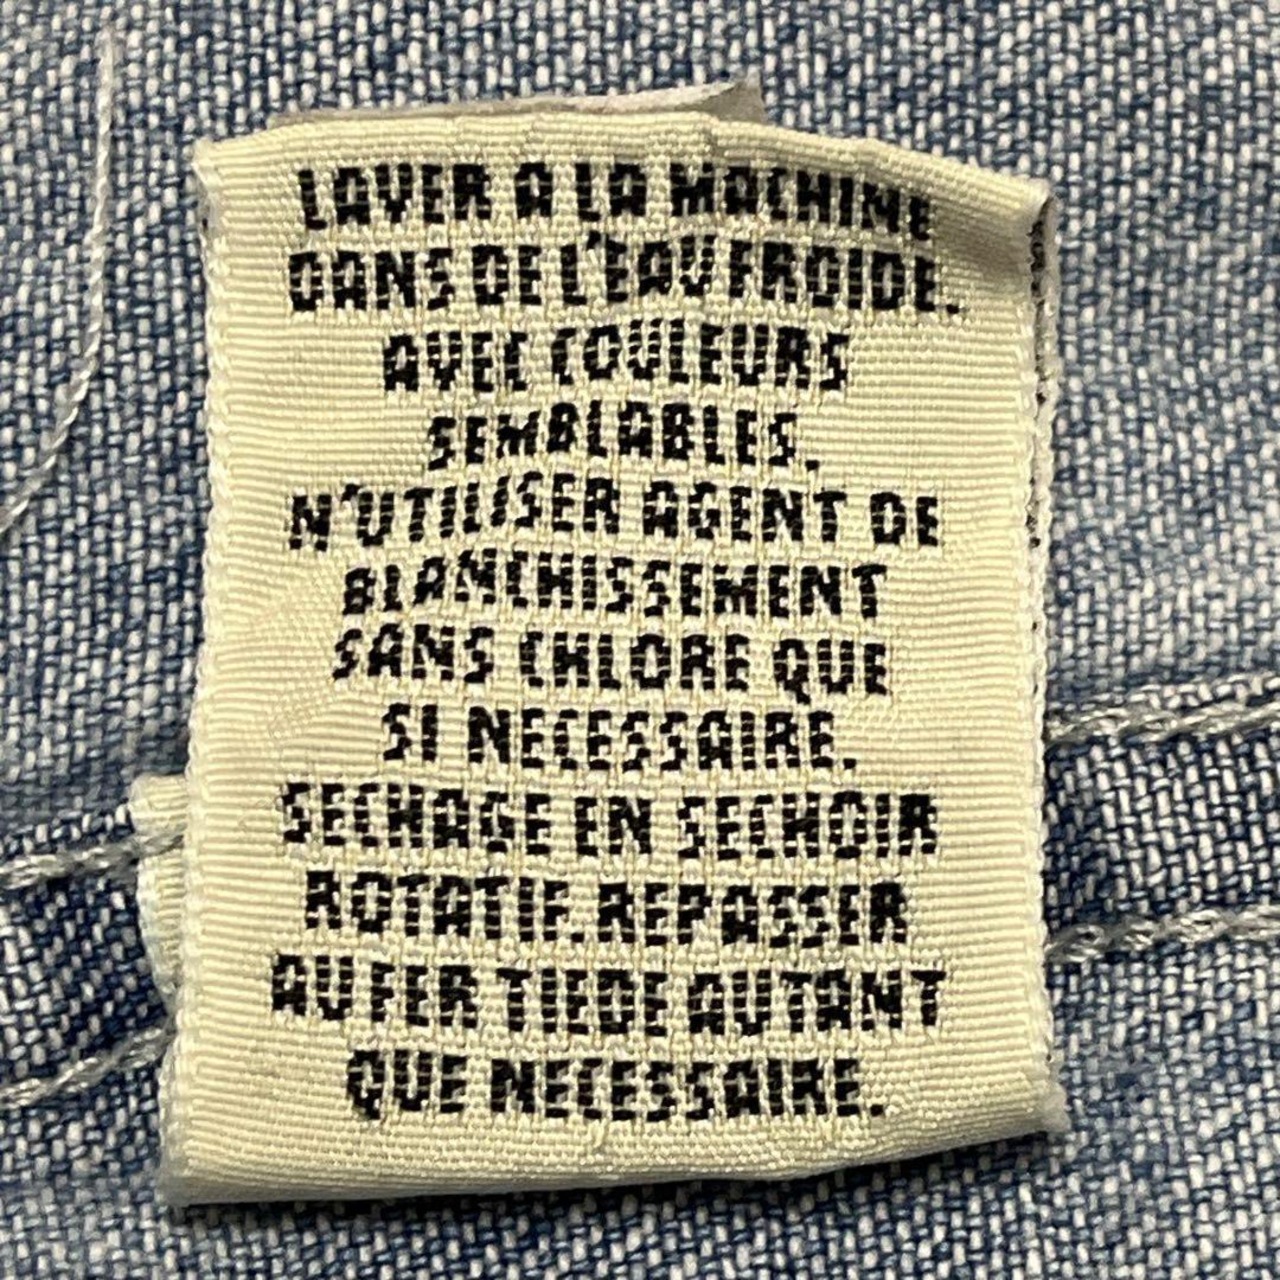 LAVER A LA MACHINE
DANS DE L'EAU FROIDE.
AVEC COULEURS
SEMBLABLES.
N'UTILISER AGENT DE
BLANCHISSEMENT
SANS CHLORE QUE
SI NECESSAIRE.
SECHAGE EN SECHOIR
ROTATIF. REPASSER
AU FER TIEDE AUTANT
QUE NECESSAIRE.